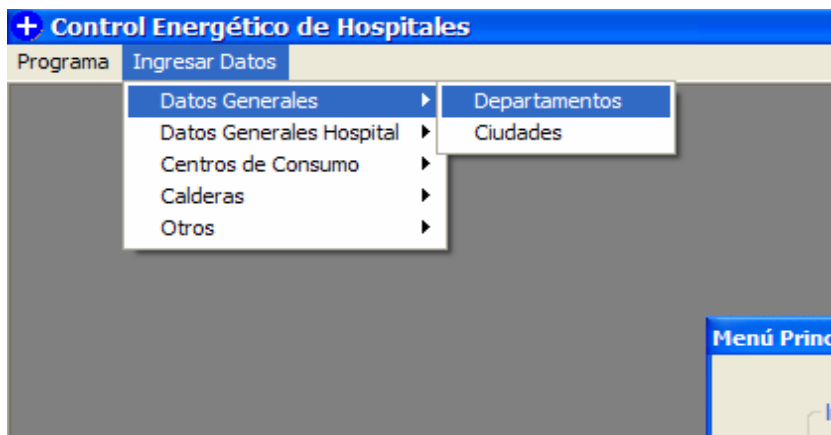 Control Energético de Hospitales
Programa Ingresar Datos
Datos Generales
Departamentos
Datos Generales Hospital
Ciudades
Centros de Consumo
Calderas
Otros
Menú